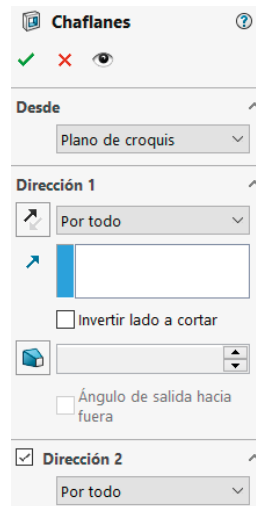 Chaflanes
Desde
Plano de croquis
Dirección 1
Por todo
Invertir lado a cortar
Ángulo de salida hacia
fuera
Dirección 2
Por todo